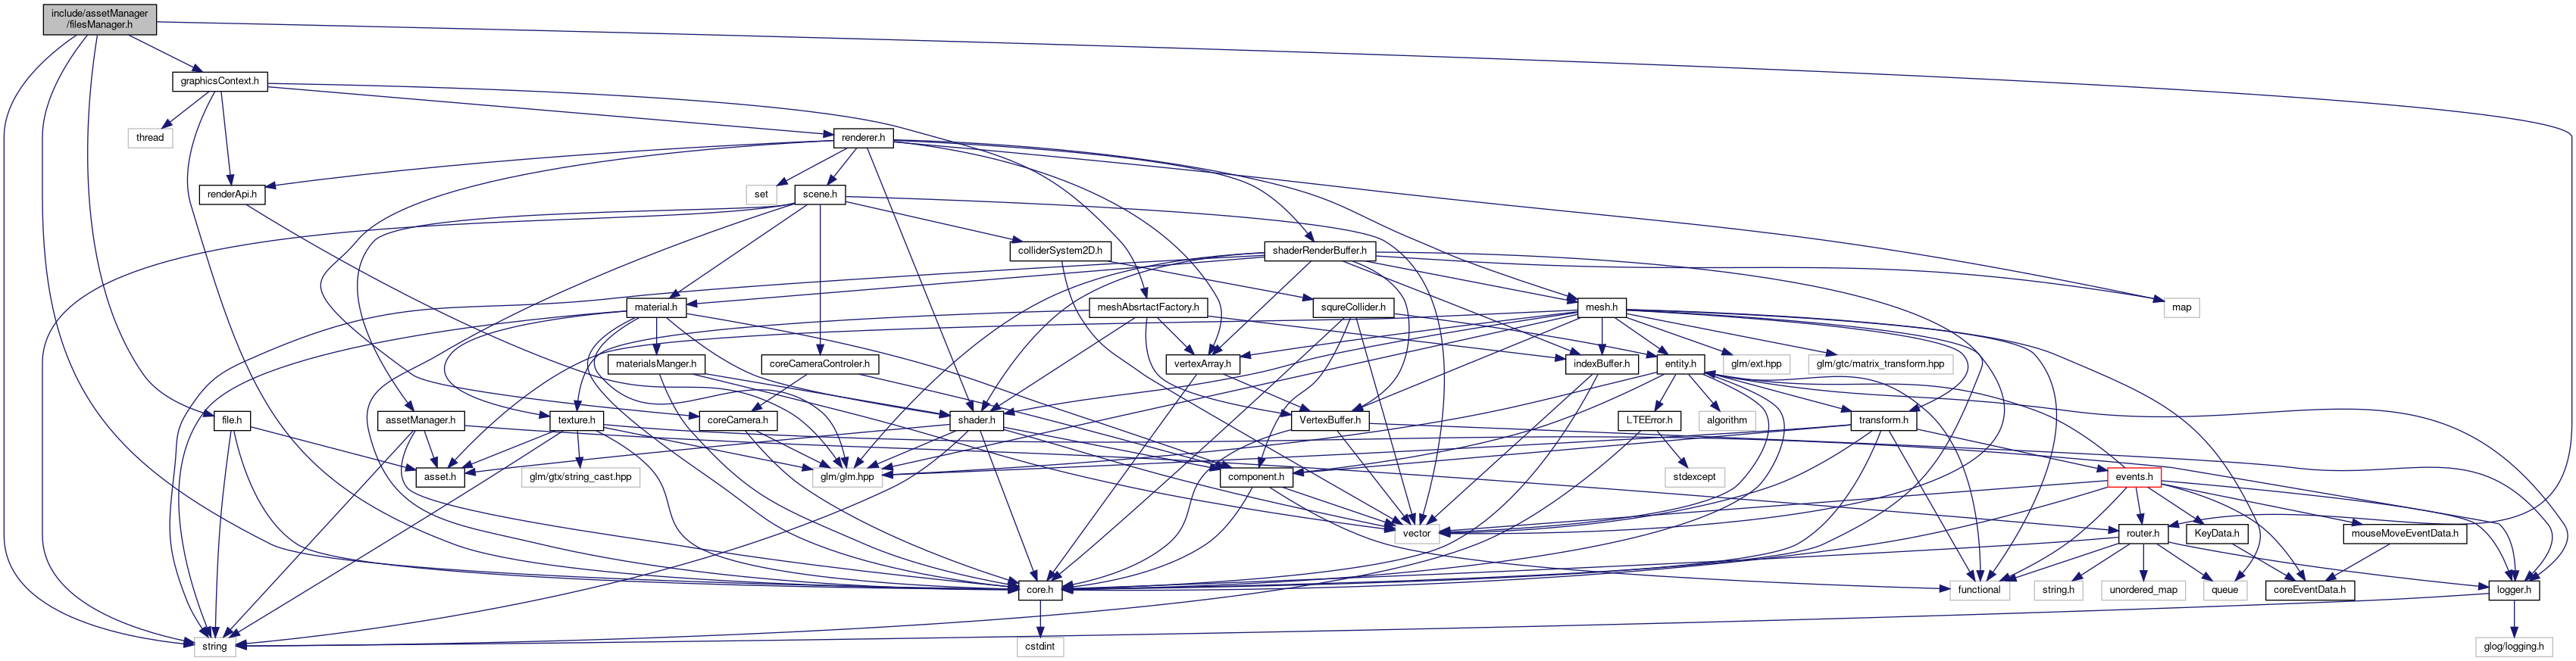 include/assetManager
/filesManager.h
graphicsContext.h
thread
renderer.h
renderApi.h
set
scene.h
colliderSystem2D.h
shaderRenderBuffer.h
material.h
meshAbsrtactFactory.h
squreCollider.h
mesh.h
map
materialsManger.h
coreCameraControler.h
vertexArray.h
indexBuffer.h
entity.h
glm/ext.hpp
glm/gtc/matrix_transform.hpp
file.h
assetManager.h
texture.h
coreCamera.h
shader.h
VertexBuffer.h
LTEError.h
algorithm
transform.h
asset.h
glm/gtx/string_cast.hpp
glm/glm.hpp
component.h
stdexcept
events.h
vector
router.h
KeyData.h
mouseMoveEventData.h
core.h
functional
string.h
unordered_map
queue
coreEventData.h
logger.h
string
cstdint
glog/logging.h